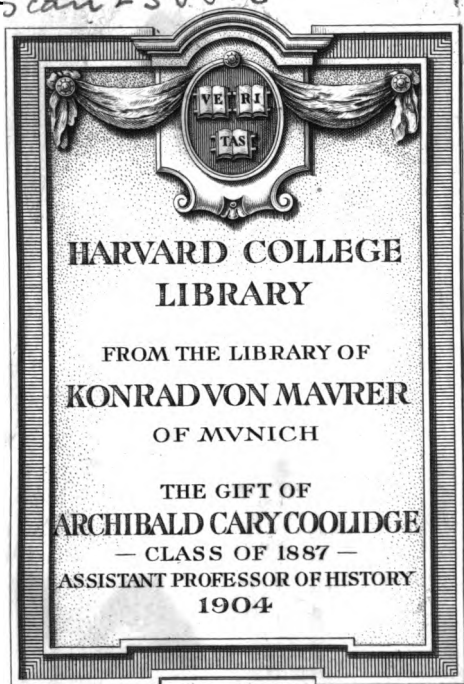 Scan
VE RI
TAS
HARVARD COLLEGE
LIBRARY
FROM THE LIBRARY OF
KONRAD VON MAVRER
OF MVNICH
THE GIFT OF
ARCHIBALD CARY COOLIDGE
— CLASS OF 1887 —
ASSISTANT PROFESSOR OF HISTORY
1904